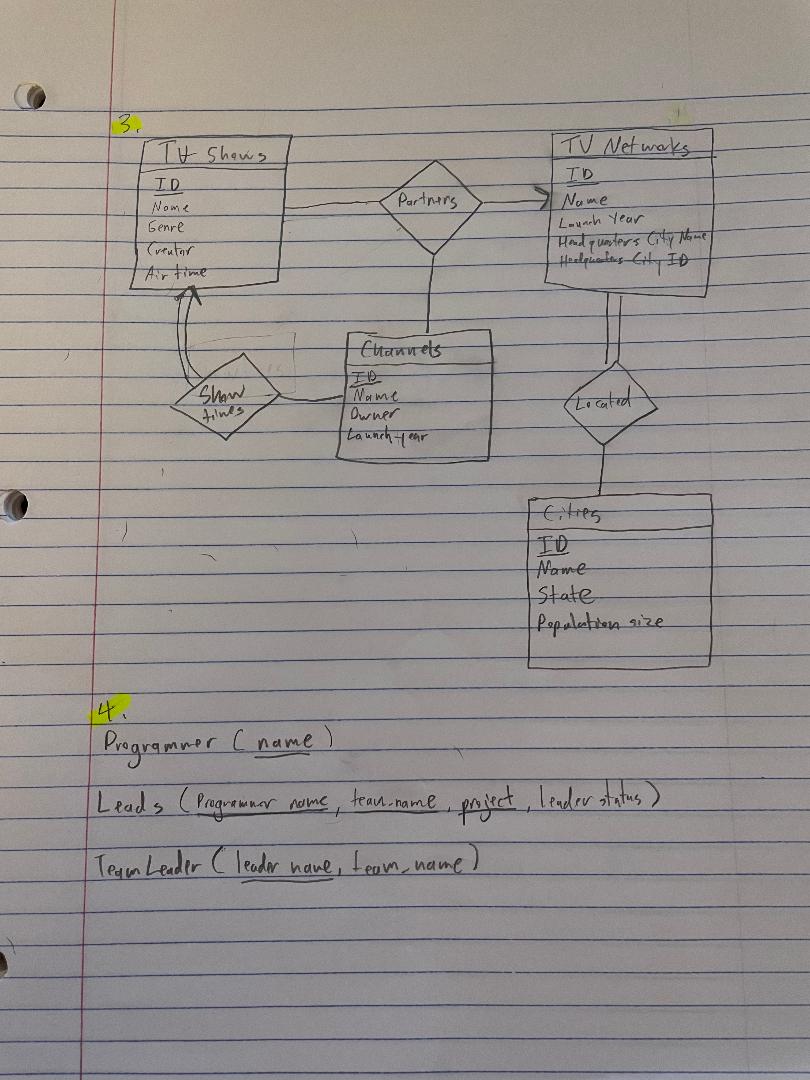 3.
TV Shows
ID
Name
Genre
Creator
Air time
Partners
TV Networks
ID
Name
Launch Year
Headquarters City Name
Headquarters City ID
Show
times
Channels
ID
Name
Owner
Launch-year
Located
Cities
ID
Name
State
Population size
4.
Programmer (name)
Leads (Programmer name, team_name, project, leader status)
Team Leader (leader name, team_name)